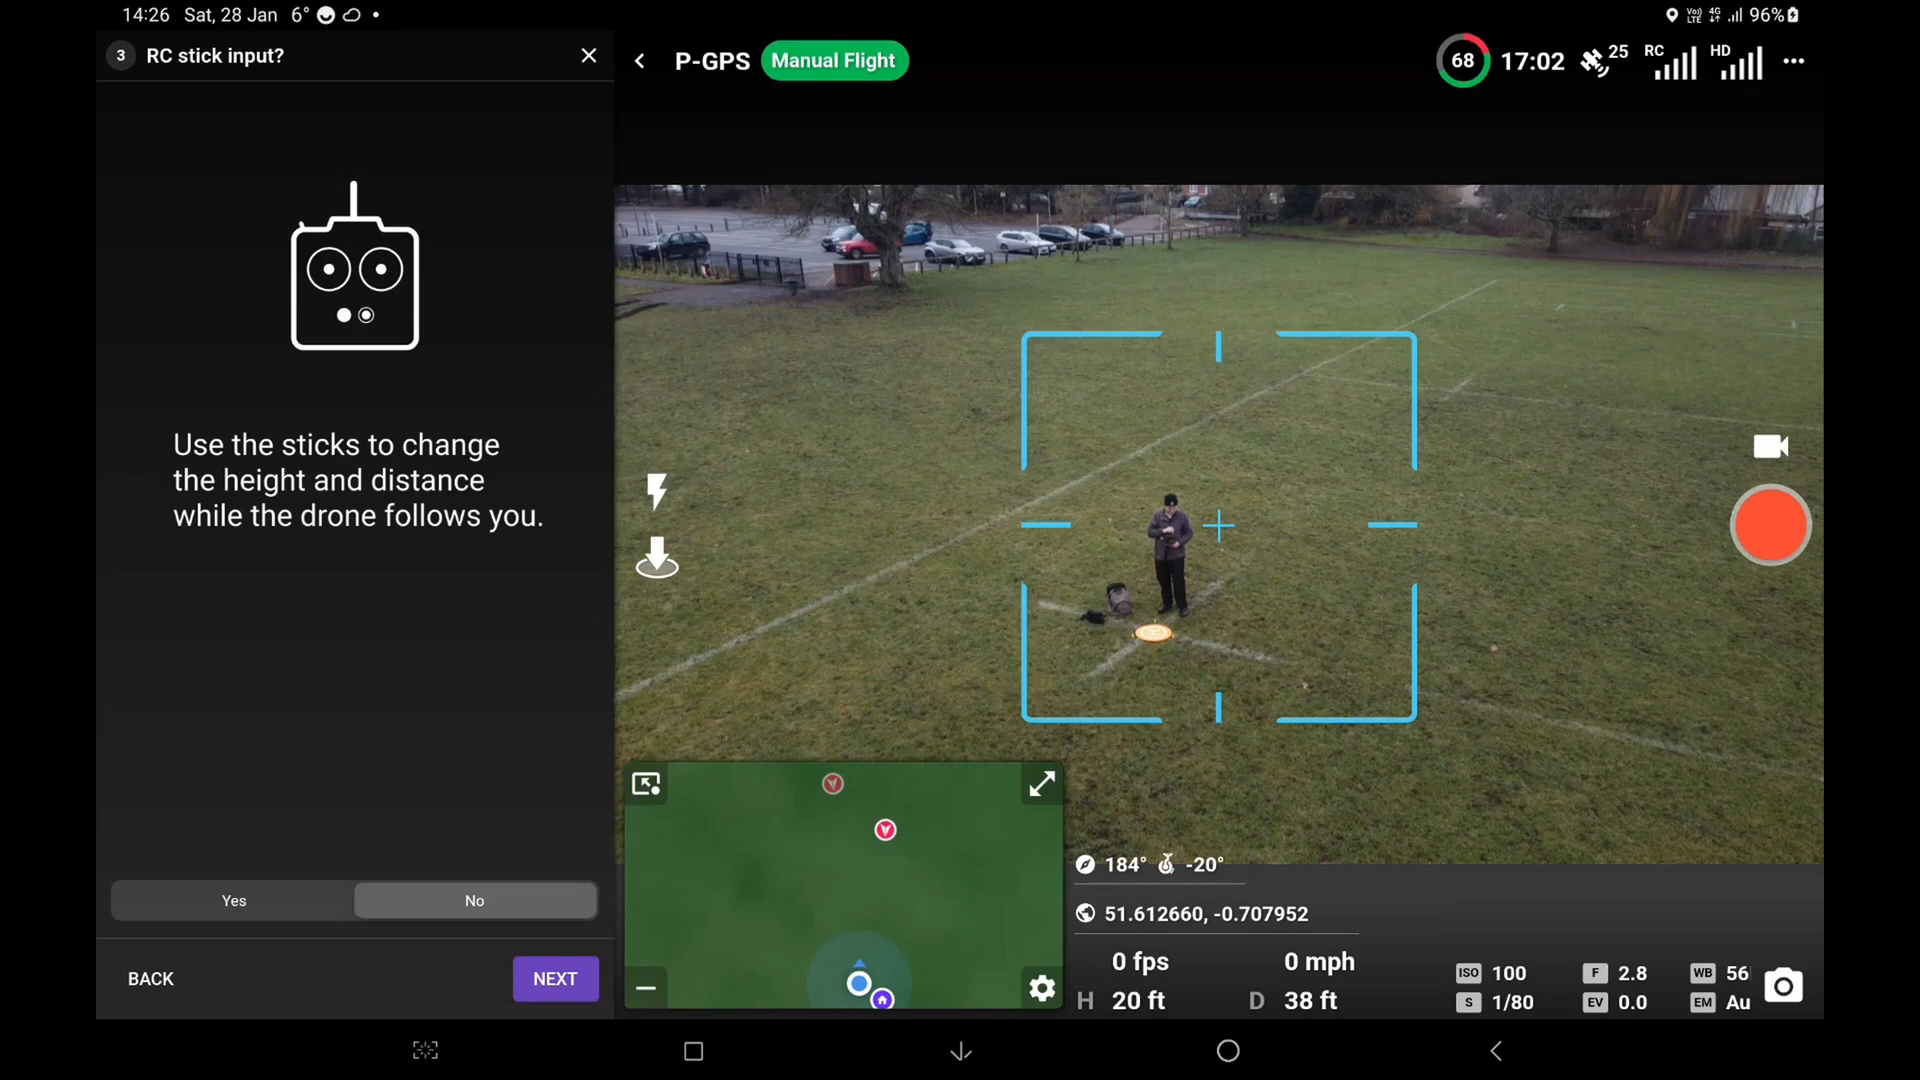 14:26 Sat, 28 Jan 6°
96%
3 RC stick input?
Use the sticks to change
the height and distance
while the drone follows you.
Yes
No
BACK
NEXT
P-GPS
Manual Flight
68
17:02
25
RC
HD
184° -20°
51.612660, -0.707952
0 fps 0 mph
H 20 ft D 38 ft
ISO 100 F 2.8 WB 56
S 1/80 EV 0.0 EM Au